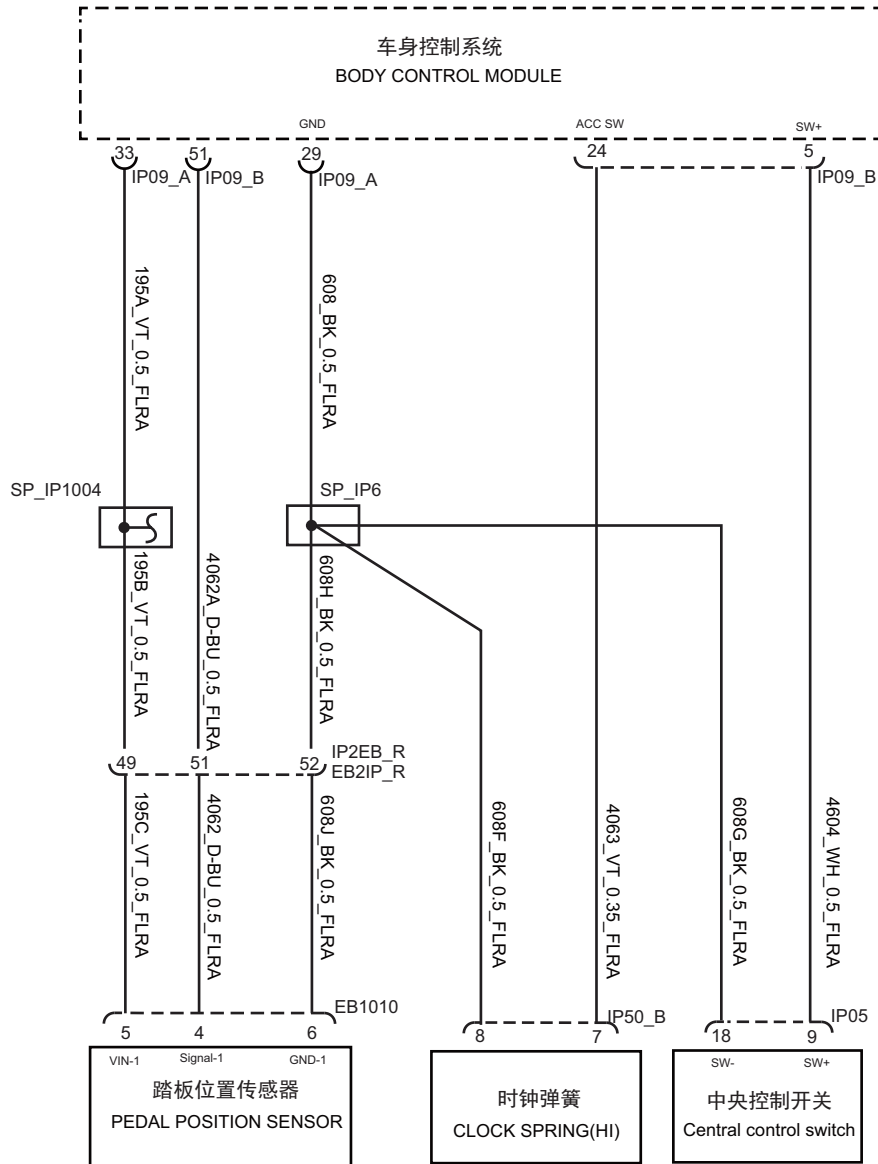 车身控制系统
BODY CONTROL MODULE
GND
ACC SW
SW+
33
51
29
24
5
IP09_A
IP09_B
IP09_A
IP09_B
195A_VT_0.5_FLRA
608_BK_0.5_FLRA
SP_IP1004
SP_IP6
195B_VT_0.5_FLRA
4062A_D-BU_0.5_FLRA
608H_BK_0.5_FLRA
49
51
52
IP2EB_R
EB2IP_R
195C_VT_0.5_FLRA
4062_D-BU_0.5_FLRA
608J_BK_0.5_FLRA
608F_BK_0.5_FLRA
4063_VT_0.35_FLRA
608G_BK_0.5_FLRA
4604_WH_0.5_FLRA
EB1010
IP50_B
IP05
5
4
6
8
7
18
9
VIN-1
Signal-1
GND-1
SW-
SW+
踏板位置传感器
PEDAL POSITION SENSOR
时钟弹簧
CLOCK SPRING(HI)
中央控制开关
Central control switch